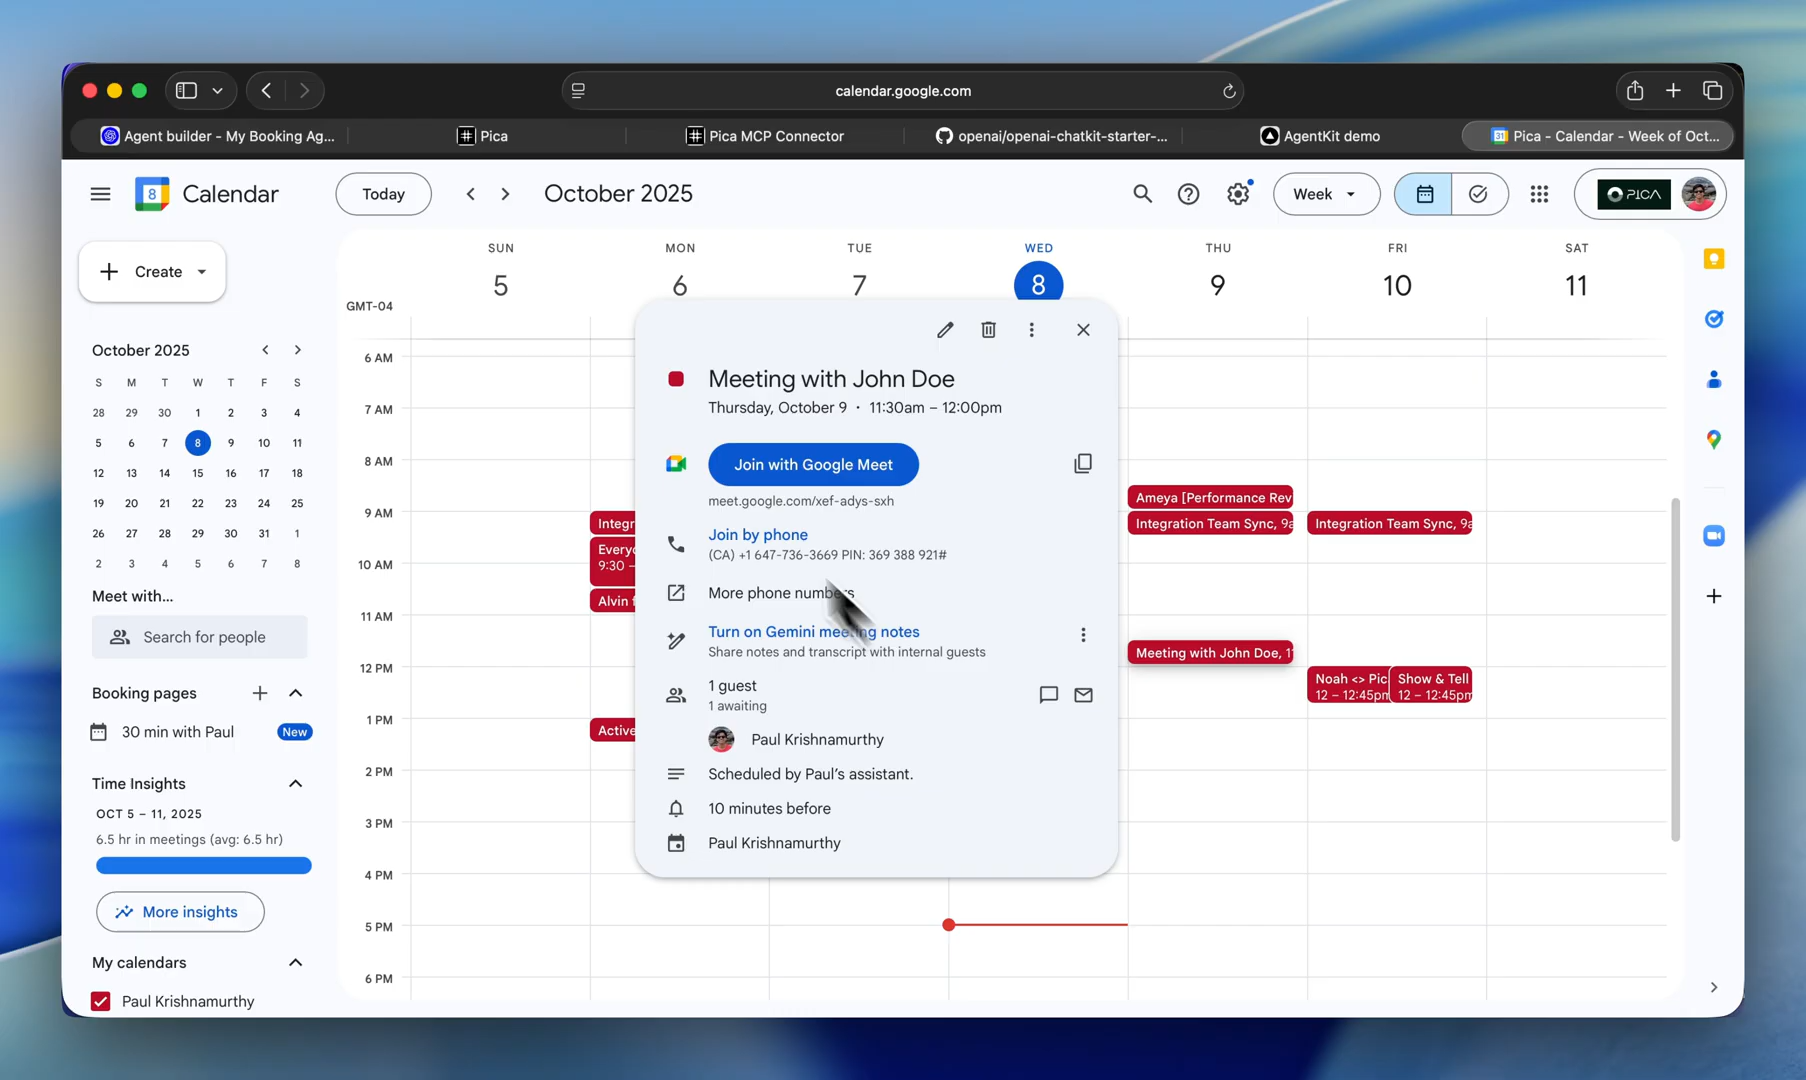 calendar.google.com
Agent builder - My Booking Ag...
Pica
Pica MCP Connector
openai/openai-chatkit-starter-...
AgentKit demo
31
Pica - Calendar - Week of Oct...
8
Calendar
Today
October 2025
Week
PICA
Create
SUN
MON
TUE
WED
THU
FRI
SAT
5
6
7
8
9
10
11
GMT-04
October 2025
S M T W T F S
28 29 30 1 2 3 4
5 6 7 8 9 10 11
12 13 14 15 16 17 18
19 20 21 22 23 24 25
26 27 28 29 30 31 1
2 3 4 5 6 7 8
Meet with...
Search for people
Booking pages
30 min with Paul
New
Time Insights
OCT 5 – 11, 2025
6.5 hr in meetings (avg: 6.5 hr)
More insights
My calendars
Paul Krishnamurthy
6 AM
7 AM
8 AM
9 AM
10 AM
11 AM
12 PM
1 PM
2 PM
3 PM
4 PM
5 PM
6 PM
Integr
Everyo
9:30 –
Alvin f
Active
Meeting with John Doe
Thursday, October 9 · 11:30am – 12:00pm
Join with Google Meet
meet.google.com/xef-adys-sxh
Join by phone
(CA) +1 647-736-3669 PIN: 369 388 921#
More phone numbers
Turn on Gemini meeting notes
Share notes and transcript with internal guests
1 guest
1 awaiting
Paul Krishnamurthy
Scheduled by Paul's assistant.
10 minutes before
Paul Krishnamurthy
Ameya [Performance Rev
Integration Team Sync, 9a
Meeting with John Doe, 1
Integration Team Sync, 9a
Noah <> Pic
12 – 12:45pm
Show & Tell
12 – 12:45pm